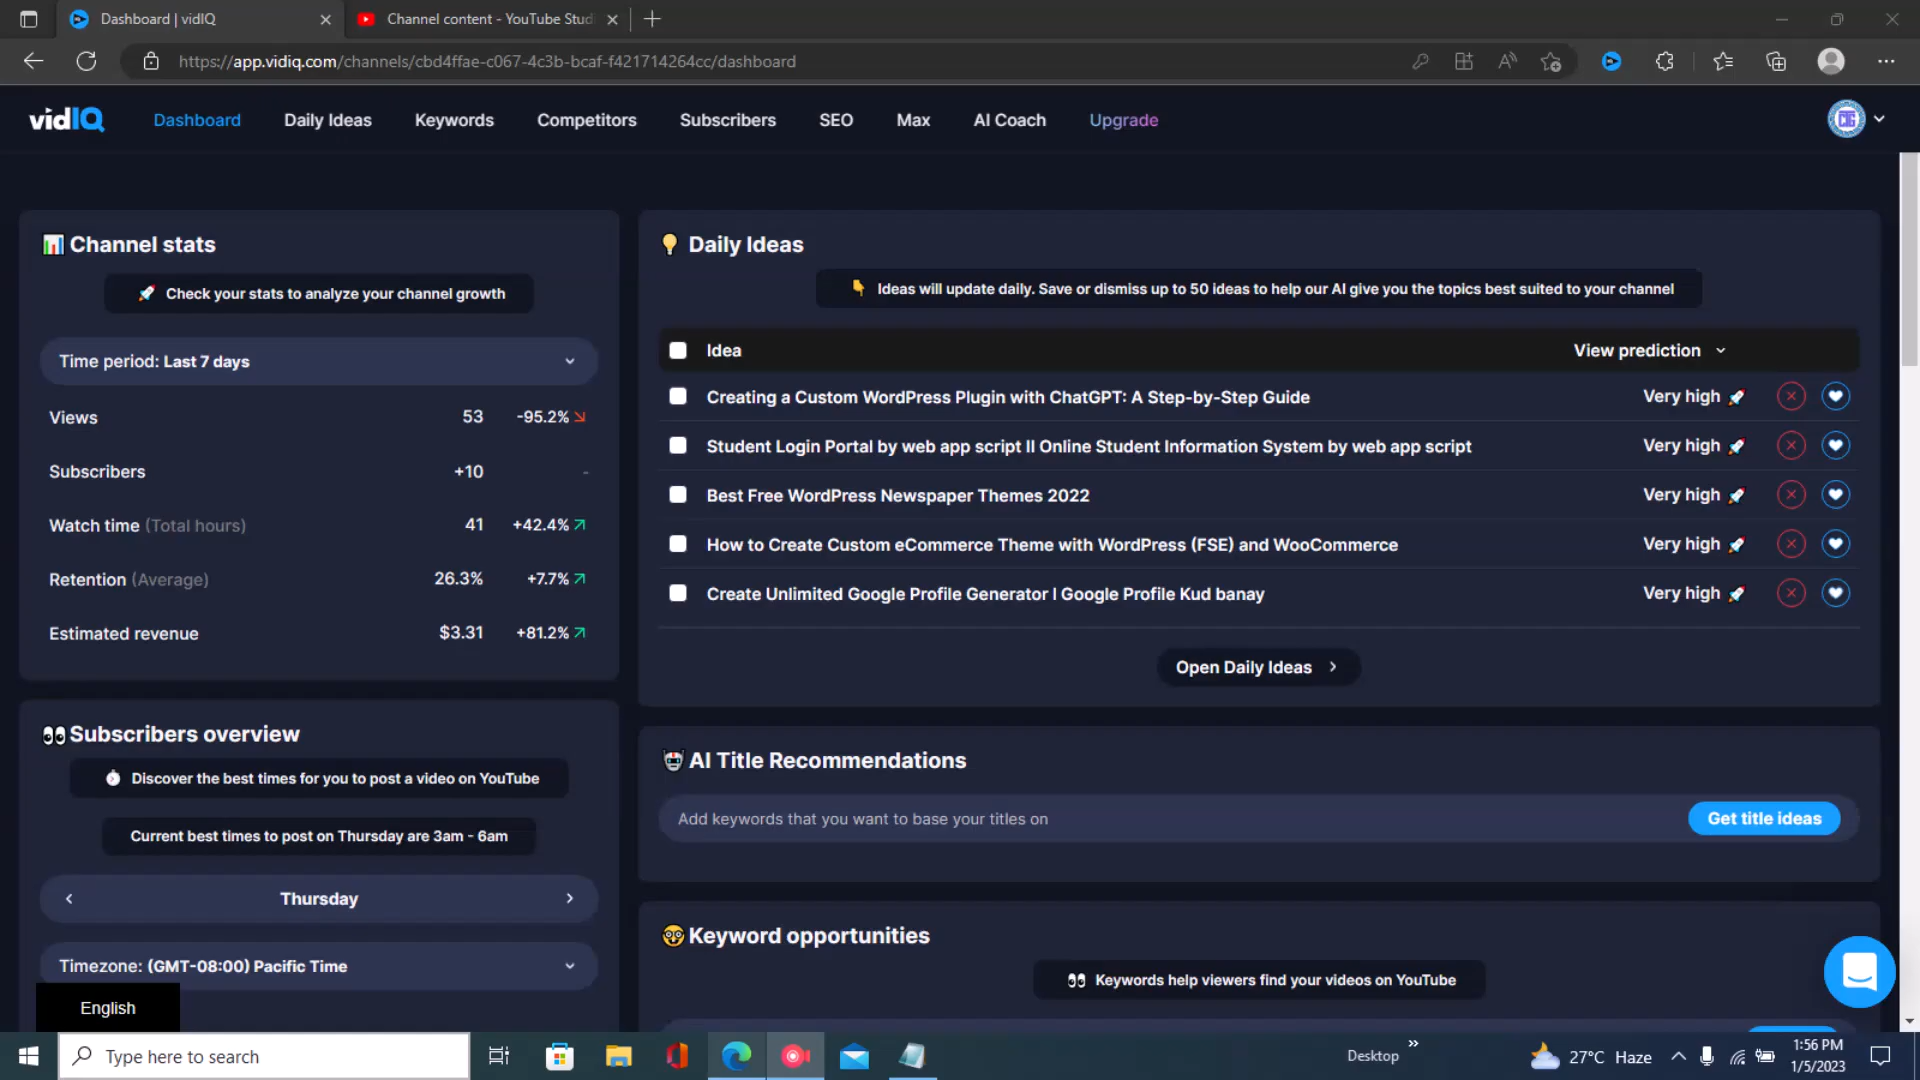 Dashboard | vidIQ
Channel content - YouTube Stud
https://app.vidiq.com/channels/cbd4ffae-c067-4c3b-bcaf-f421714264cc/dashboard
vidIQ
Dashboard
Daily Ideas
Keywords
Competitors
Subscribers
SEO
Max
AI Coach
Upgrade
Channel stats
Check your stats to analyze your channel growth
Time period: Last 7 days
Views 53 -95.2%
Subscribers +10 -
Watch time (Total hours) 41 +42.4%
Retention (Average) 26.3% +7.7%
Estimated revenue $3.31 +81.2%
Subscribers overview
Discover the best times for you to post a video on YouTube
Current best times to post on Thursday are 3am - 6am
Thursday
Timezone: (GMT-08:00) Pacific Time
English
Daily Ideas
Ideas will update daily. Save or dismiss up to 50 ideas to help our AI give you the topics best suited to your channel
Idea View prediction
Creating a Custom WordPress Plugin with ChatGPT: A Step-by-Step Guide Very high
Student Login Portal by web app script II Online Student Information System by web app script Very high
Best Free WordPress Newspaper Themes 2022 Very high
How to Create Custom eCommerce Theme with WordPress (FSE) and WooCommerce Very high
Create Unlimited Google Profile Generator I Google Profile Kud banay Very high
Open Daily Ideas
AI Title Recommendations
Add keywords that you want to base your titles on Get title ideas
Keyword opportunities
Keywords help viewers find your videos on YouTube
Type here to search
Desktop
27°C Haze
1:56 PM
1/5/2023